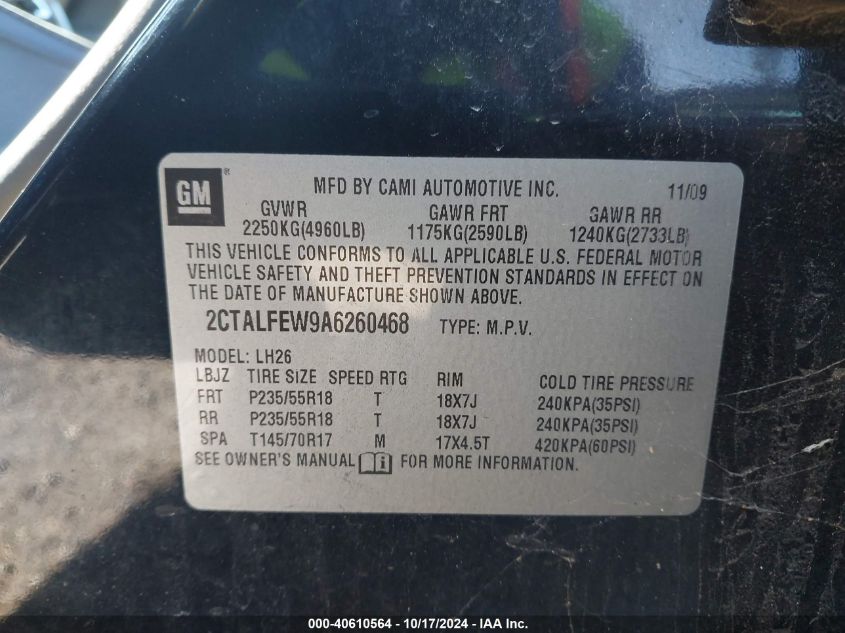 GM®
MFD BY CAMI AUTOMOTIVE INC. 11/09
GVWR GAWR FRT GAWR RR
2250KG(4960LB) 1175KG(2590LB) 1240KG(2733LB)
THIS VEHICLE CONFORMS TO ALL APPLICABLE U.S. FEDERAL MOTOR
VEHICLE SAFETY AND THEFT PREVENTION STANDARDS IN EFFECT ON
THE DATE OF MANUFACTURE SHOWN ABOVE.
2CTALFEW9A6260468 TYPE: M.P.V.
MODEL: LH26
LBJZ TIRE SIZE SPEED RTG RIM COLD TIRE PRESSURE
FRT P235/55R18 T 18X7J 240KPA(35PSI)
RR P235/55R18 T 18X7J 240KPA(35PSI)
SPA T145/70R17 M 17X4.5T 420KPA(60PSI)
SEE OWNER'S MANUAL i FOR MORE INFORMATION.
000-40610564 | 10/17/2024 - IAA Inc.